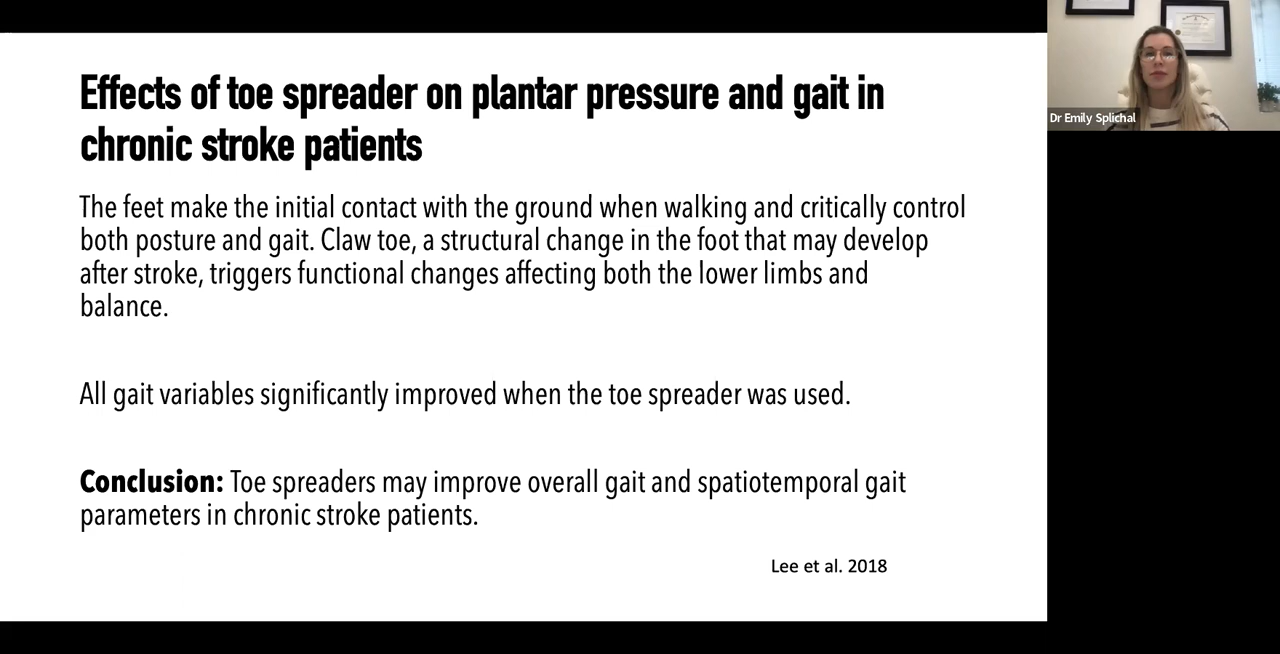 Effects of toe spreader on plantar pressure and gait in
chronic stroke patients
The feet make the initial contact with the ground when walking and critically control
both posture and gait. Claw toe, a structural change in the foot that may develop
after stroke, triggers functional changes affecting both the lower limbs and
balance.
All gait variables significantly improved when the toe spreader was used.
Conclusion: Toe spreaders may improve overall gait and spatiotemporal gait
parameters in chronic stroke patients.
Lee et al. 2018
Dr Emily Splichal